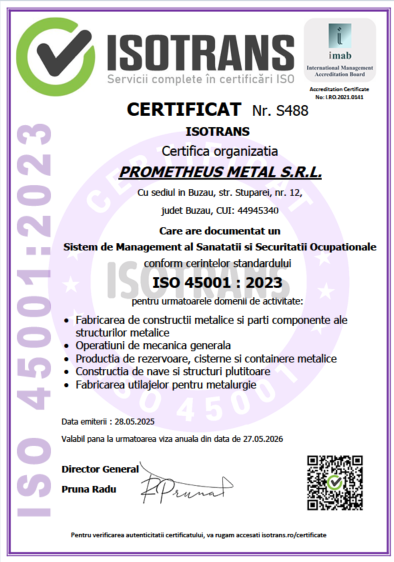 ISOTRANS
Servicii complete în certificări ISO
imab
International Management
Accreditation Board
Accreditation Certificate
No: I.RO.2021.0141
CERTIFICAT Nr. S488
ISOTRANS
Certifica organizatia
PROMETHEUS METAL S.R.L.
Cu sediul in Buzau, str. Stuparei, nr. 12,
judet Buzau, CUI: 44945340
Care are documentat un
Sistem de Management al Sanatatii si Securitatii Ocupationale
conform cerintelor standardului
ISO 45001 : 2023
pentru urmatoarele domenii de activitate:
• Fabricarea de constructii metalice si parti componente ale
structurilor metalice
• Operatiuni de mecanica generala
• Productia de rezervoare, cisterne si containere metalice
• Constructia de nave si structuri plutitoare
• Fabricarea utilajelor pentru metalurgie
Data emiterii : 28.05.2025
Valabil pana la urmatoarea viza anuala din data de 27.05.2026
Director General
Pruna Radu
Pentru verificarea autenticitatii certificatului, va rugam accesati isotrans.ro/certificate
ISO 45001:2023
ISOTRANS
ISO 45001